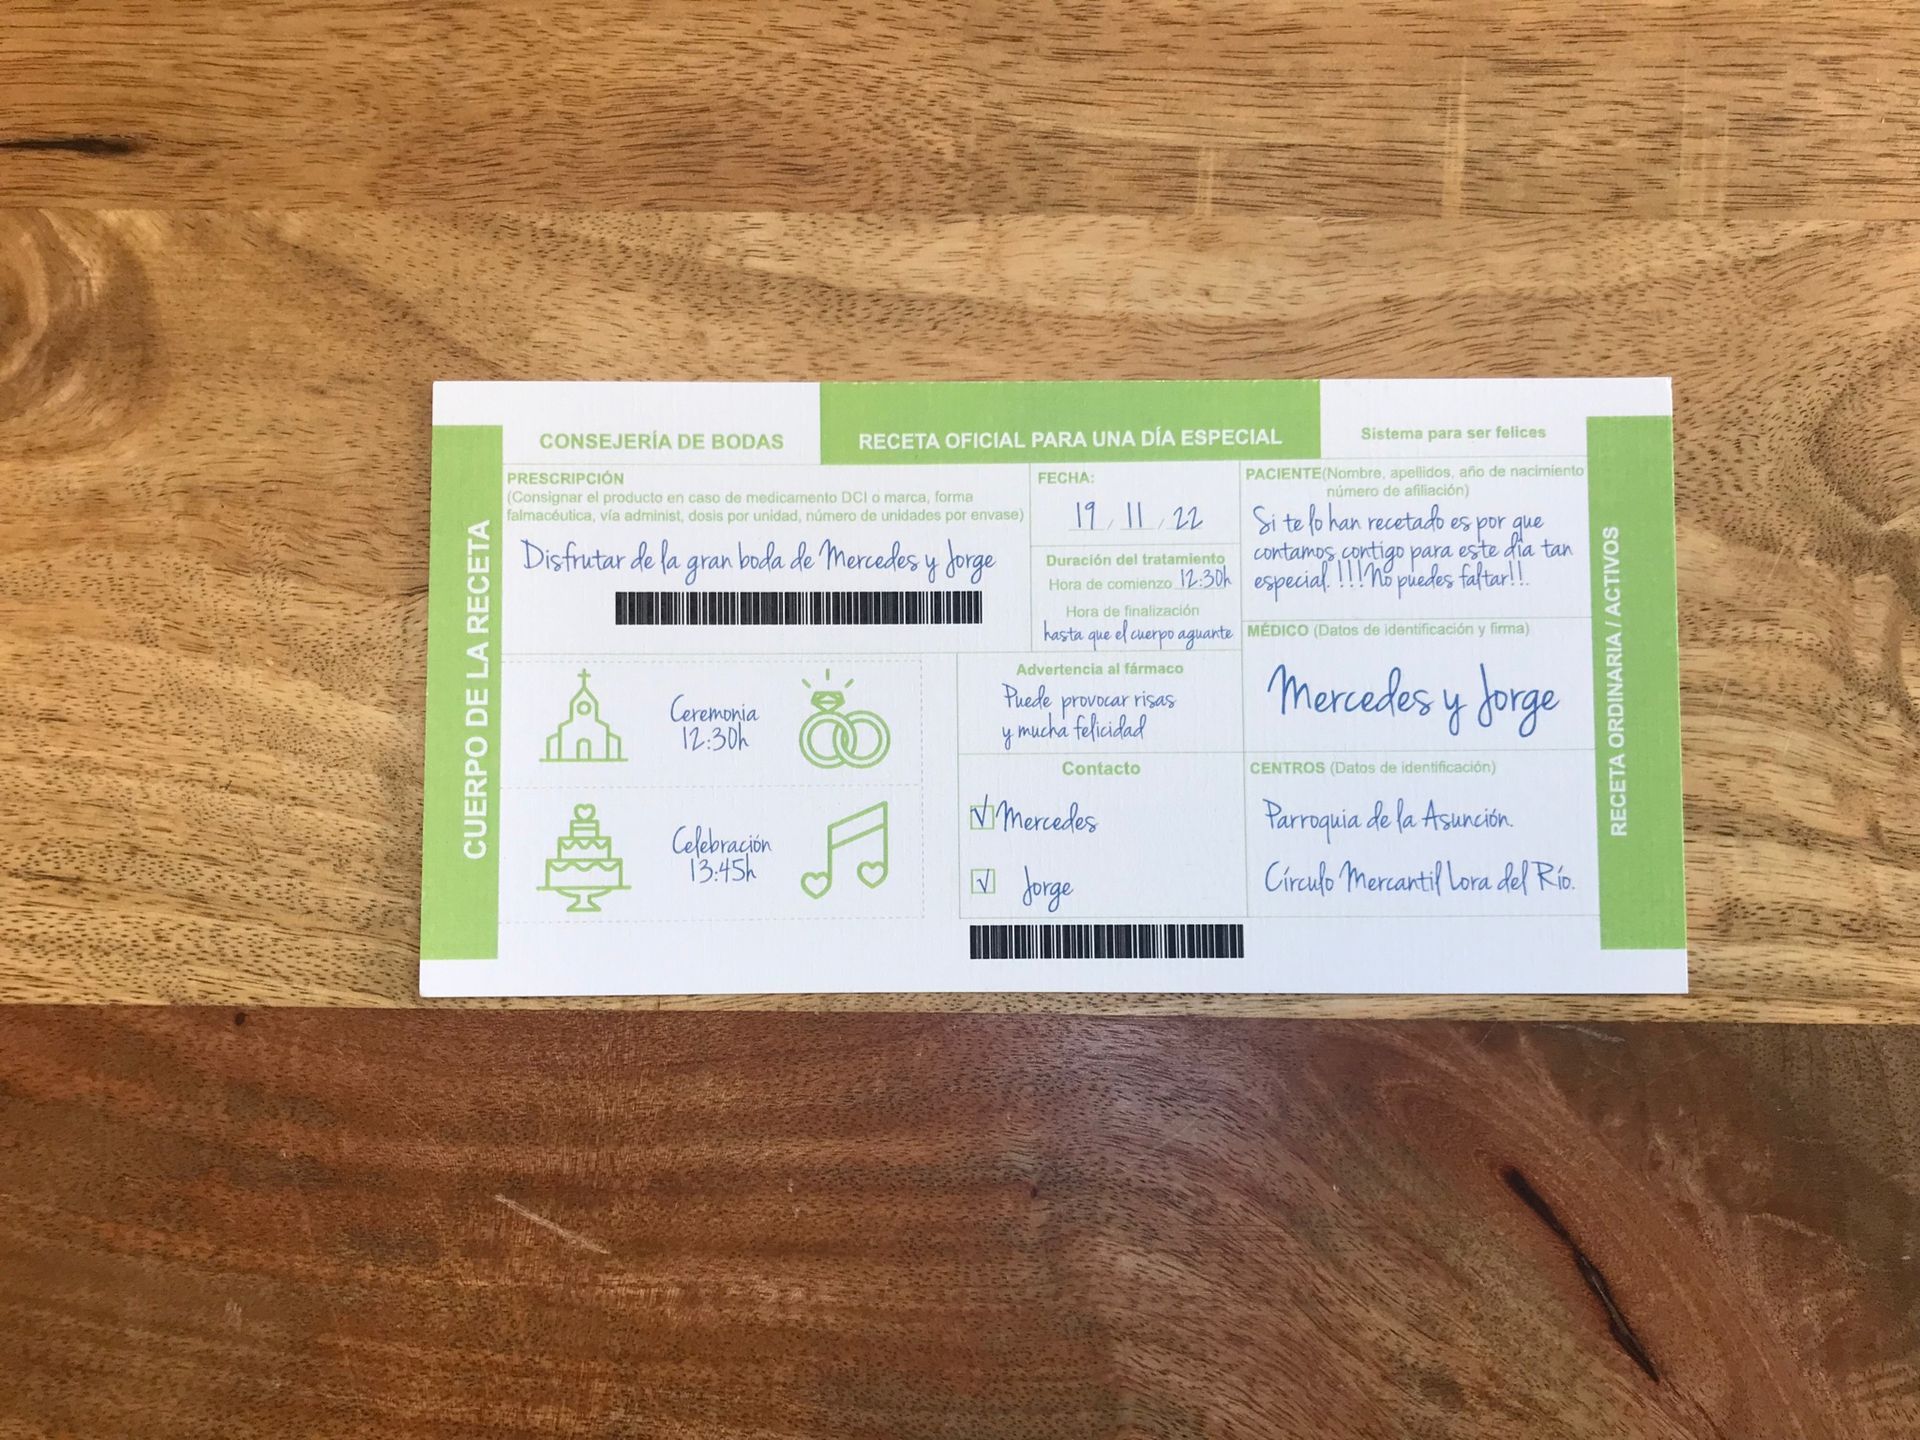 CONSEJERÍA DE BODAS
RECETA OFICIAL PARA UNA DÍA ESPECIAL
Sistema para ser felices
CUERPO DE LA RECETA
PRESCRIPCIÓN
(Consignar el producto en caso de medicamento DCI o marca, forma
falmacéutica, vía administ, dosis por unidad, número de unidades por envase)
Disfrutar de la gran boda de Mercedes y Jorge
FECHA:
19 / 11 / 22
Duración del tratamiento
Hora de comienzo 12:30h
Hora de finalización
hasta que el cuerpo aguante
PACIENTE(Nombre, apellidos, año de nacimiento
número de afiliación)
Si te lo han recetado es por que
contamos contigo para este día tan
especial. !!!No puedes faltar!!.
MÉDICO (Datos de identificación y firma)
Mercedes y Jorge
Ceremonia
12:30h
Celebración
13:45h
Advertencia al fármaco
Puede provocar risas
y mucha felicidad
Contacto
Mercedes
Jorge
CENTROS (Datos de identificación)
Parroquia de la Asunción.
Círculo Mercantil Lora del Río.
RECETA ORDINARIA / ACTIVOS